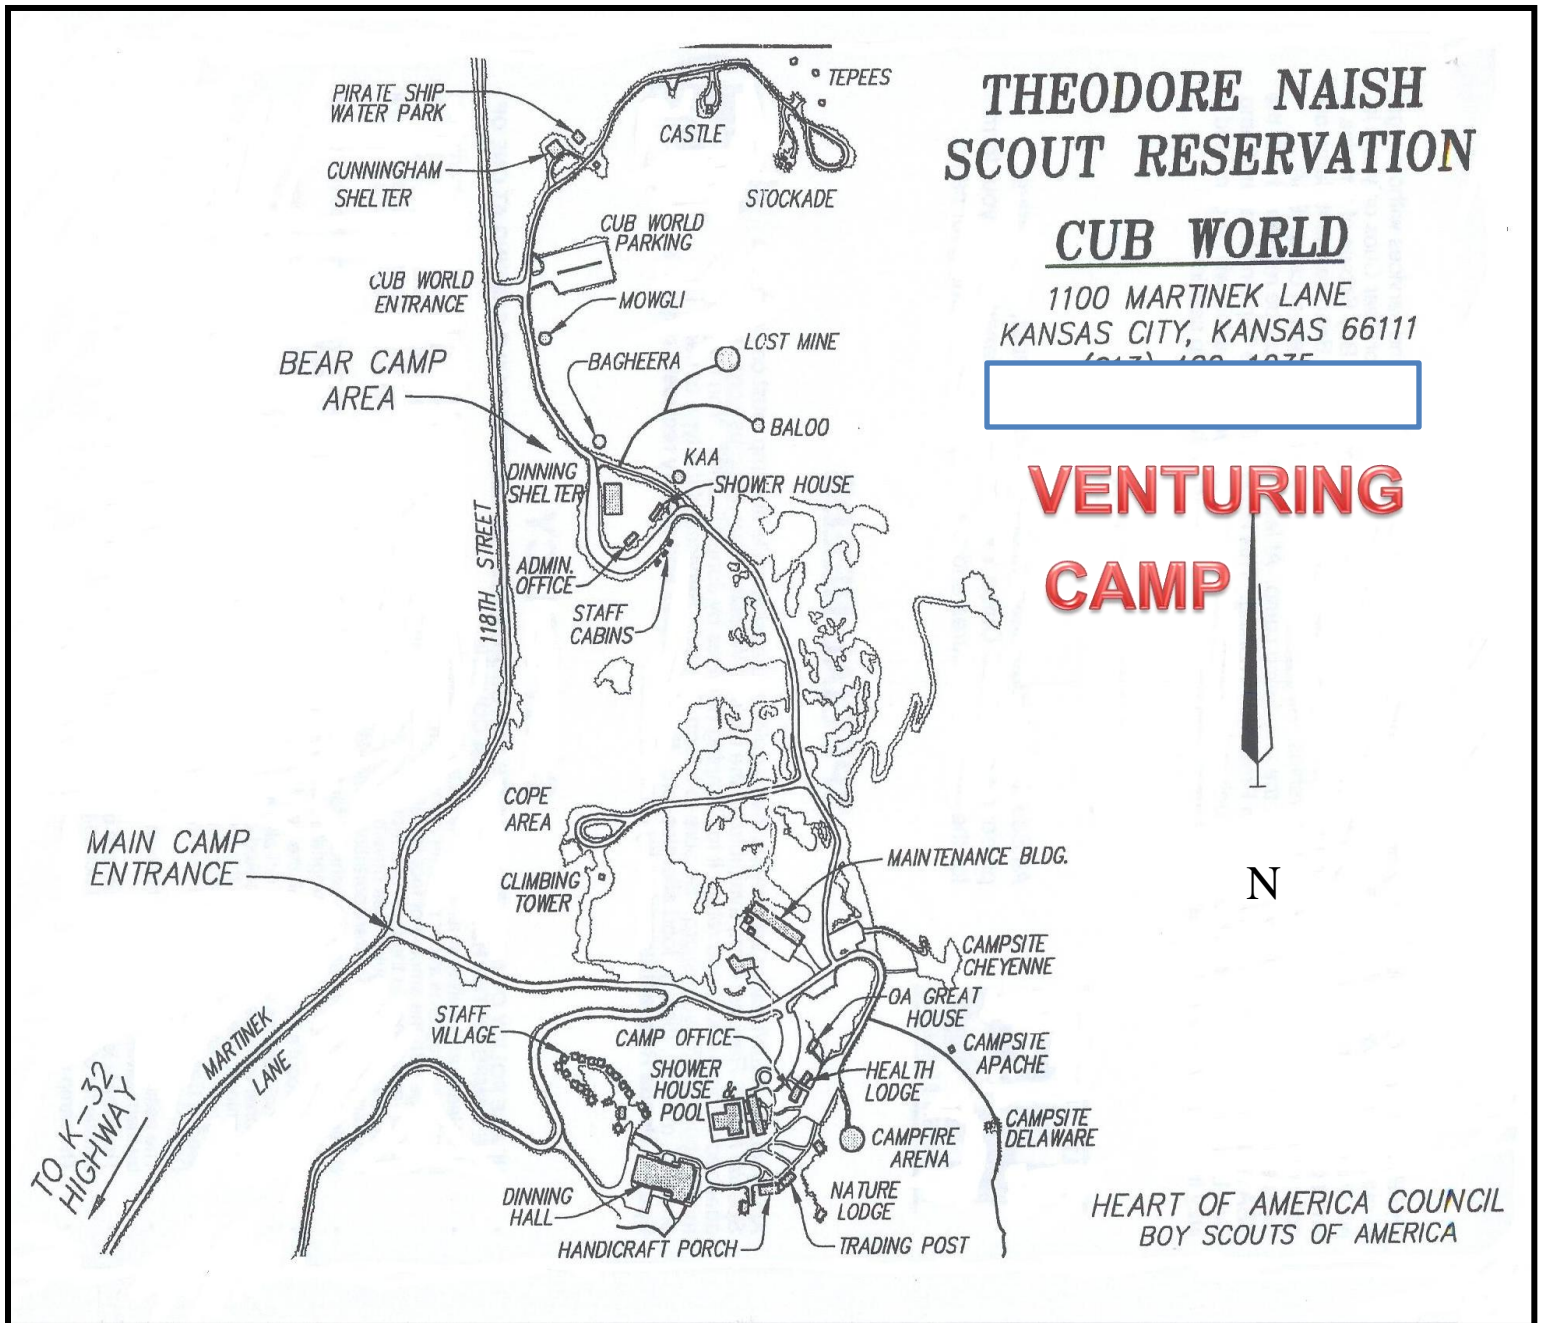 THEODORE NAISH
SCOUT RESERVATION
CUB WORLD
1100 MARTINEK LANE
KANSAS CITY, KANSAS 66111
VENTURING
CAMP
N
TEPEES
PIRATE SHIP
WATER PARK
CASTLE
CUNNINGHAM
SHELTER
STOCKADE
CUB WORLD
PARKING
CUB WORLD
ENTRANCE
MOWGLI
LOST MINE
BEAR CAMP
AREA
BAGHEERA
BALOO
KAA
DINNING
SHELTER
SHOWER HOUSE
118TH STREET
ADMIN.
OFFICE
STAFF
CABINS
COPE
AREA
MAIN CAMP
ENTRANCE
CLIMBING
TOWER
MAINTENANCE BLDG.
CAMPSITE
CHEYENNE
OA GREAT
HOUSE
STAFF
VILLAGE
CAMP OFFICE
CAMPSITE
APACHE
MARTINEK
LANE
SHOWER
HOUSE &
POOL
HEALTH
LODGE
TO K-32
HIGHWAY
CAMPFIRE
ARENA
CAMPSITE
DELAWARE
DINNING
HALL
NATURE
LODGE
HANDICRAFT PORCH
TRADING POST
HEART OF AMERICA COUNCIL
BOY SCOUTS OF AMERICA